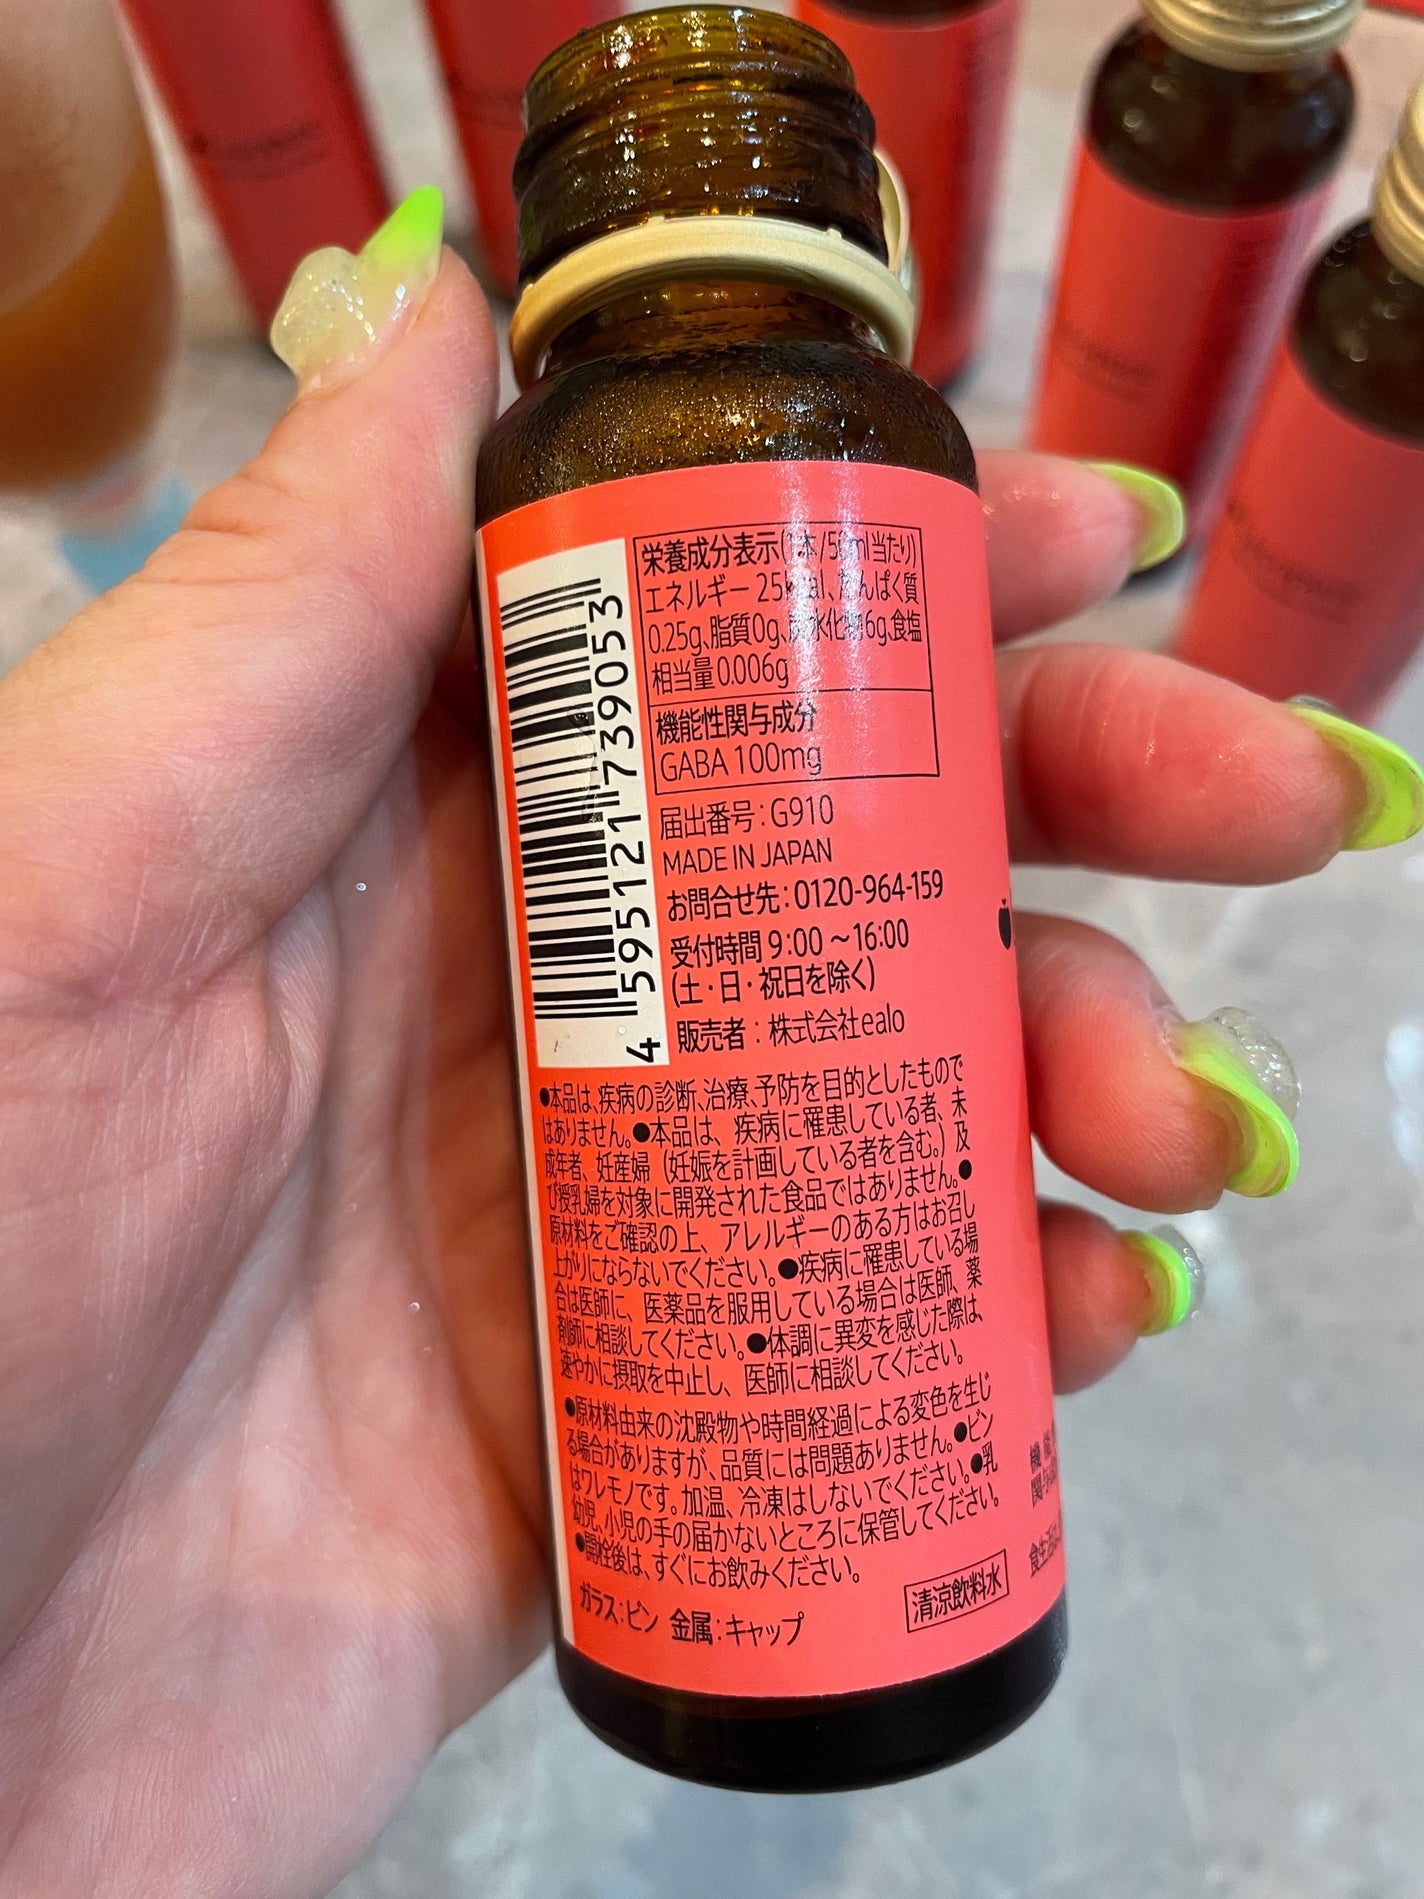 栄養成分表示(1本/50ml当たり)
エネルギー 25kcal、たんぱく質
0.25g、脂質0g、炭水化物6g、食塩
相当量0.006g
機能性関与成分
GABA 100mg
届出番号:G910
MADE IN JAPAN
お問合せ先:0120-964-159
受付時間 9:00 ～16:00
(土・日・祝日を除く)
販売者:株式会社ealo
4 595121 739053
●本品は、疾病の診断、治療、予防を目的としたもので
はありません。●本品は、疾病に罹患している者、未
成年者、妊産婦（妊娠を計画している者を含む。）及
び授乳婦を対象に開発された食品ではありません。●
原材料をご確認の上、アレルギーのある方はお召し
上がりにならないでください。●疾病に罹患している場
合は医師に、医薬品を服用している場合は医師、薬
剤師に相談してください。●体調に異変を感じた際は
速やかに摂取を中止し、医師に相談してください。
●原材料由来の沈殿物や時間経過による変色を生じ
る場合がありますが、品質には問題ありません。●ビン
はワレモノです。加温、冷凍はしないでください。●乳
幼児、小児の手の届かないところに保管してください。
●開栓後は、すぐにお飲みください。
ガラス:ビン 金属:キャップ
清涼飲料水
機能
関与
食生活